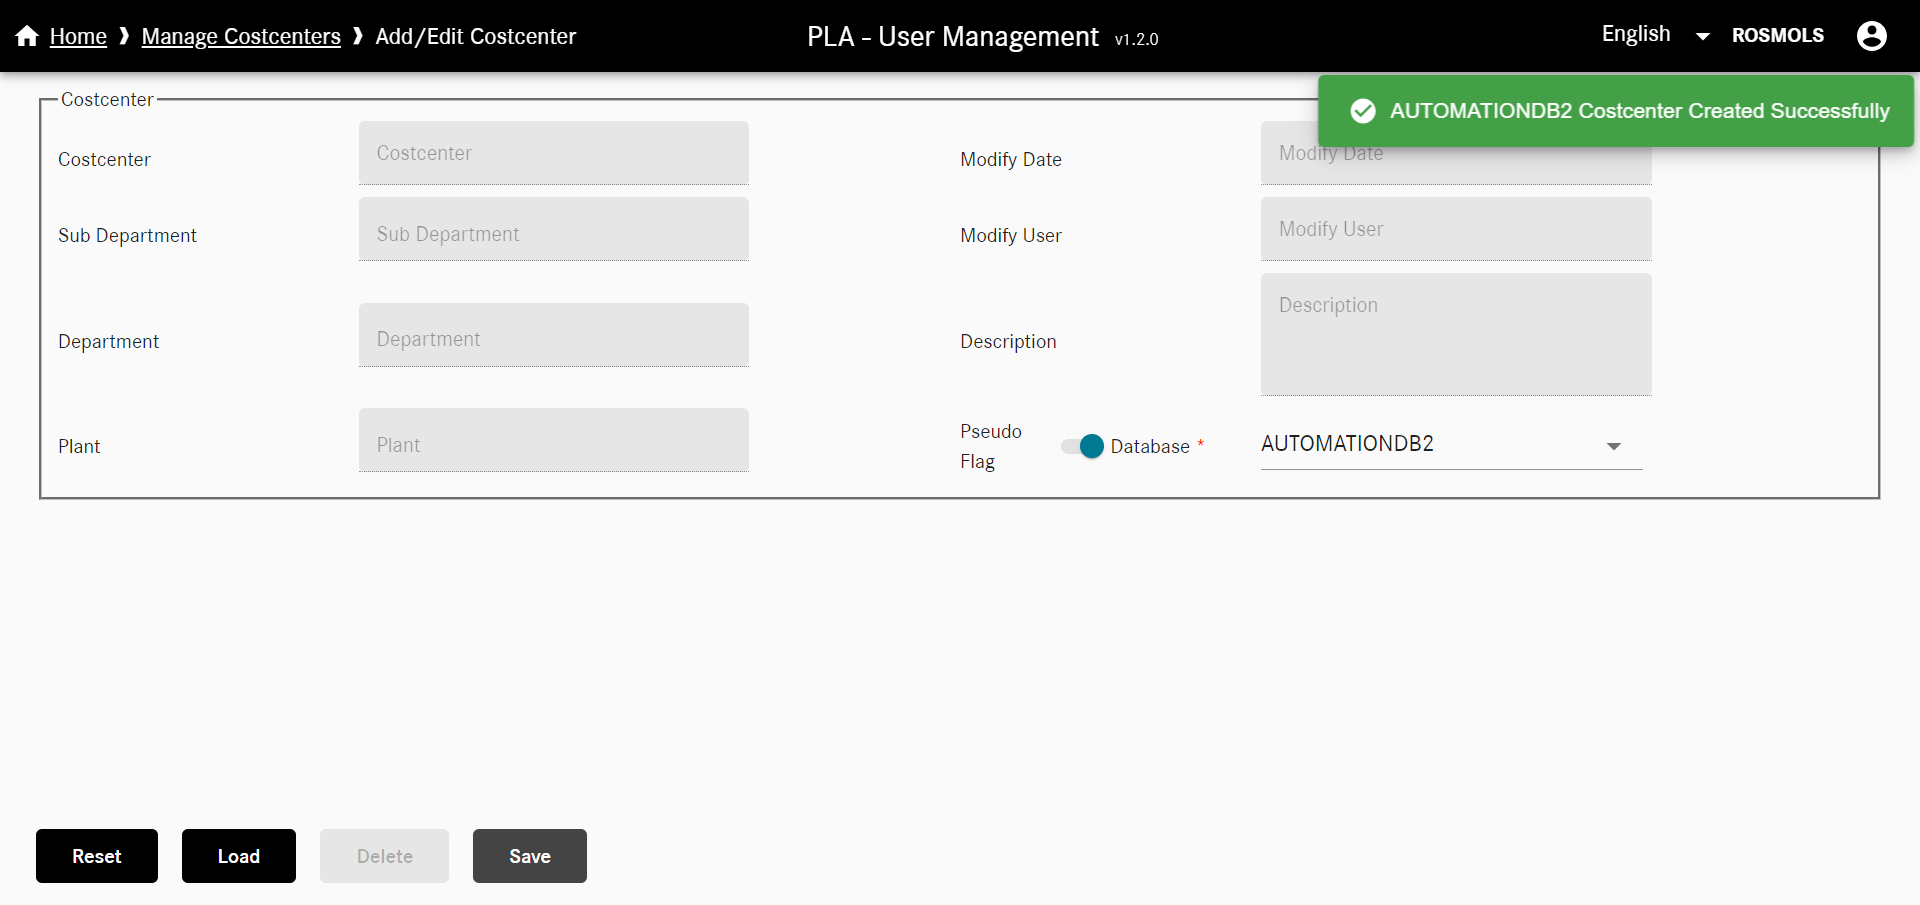 Home ❱ Manage Costcenters ❱ Add/Edit Costcenter
PLA - User Management v1.2.0
English
ROSMOLS
AUTOMATIONDB2 Costcenter Created Successfully
Costcenter
Costcenter
Costcenter
Modify Date
Modify Date
Sub Department
Sub Department
Modify User
Modify User
Department
Department
Description
Description
Plant
Plant
Pseudo
Flag
Database *
AUTOMATIONDB2
Reset
Load
Delete
Save